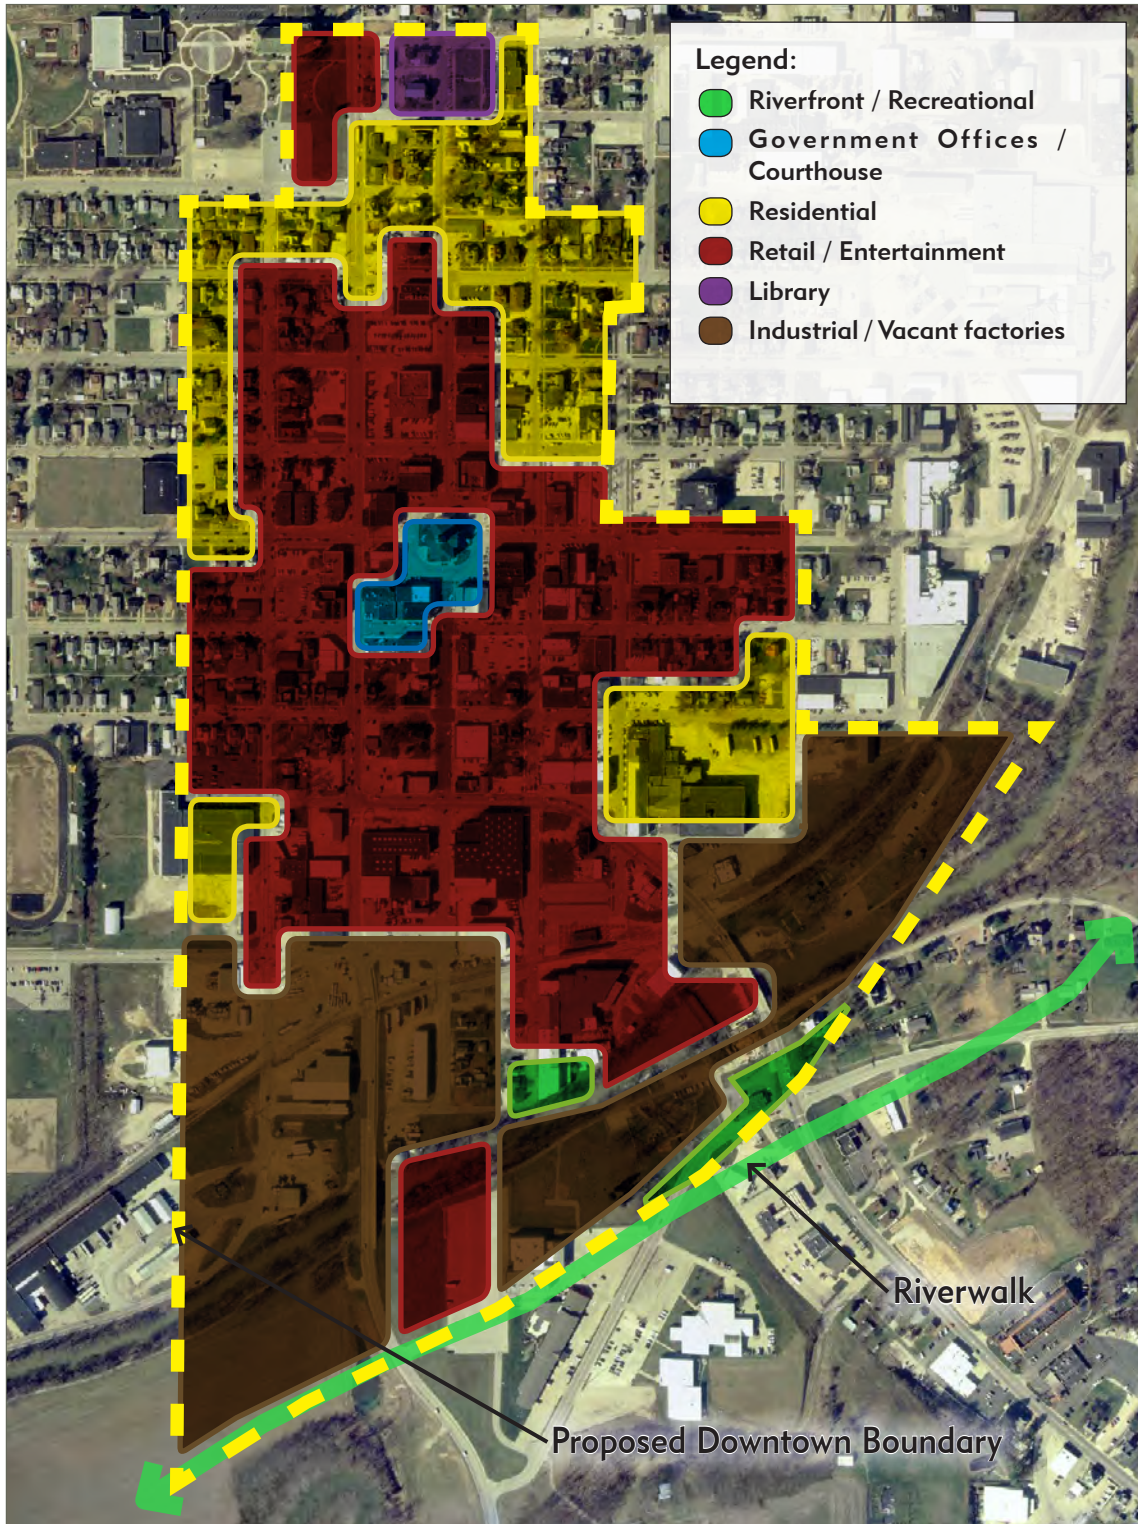 Legend:
Riverfront / Recreational
Government Offices /
Courthouse
Residential
Retail / Entertainment
Library
Industrial / Vacant factories
Riverwalk
Proposed Downtown Boundary